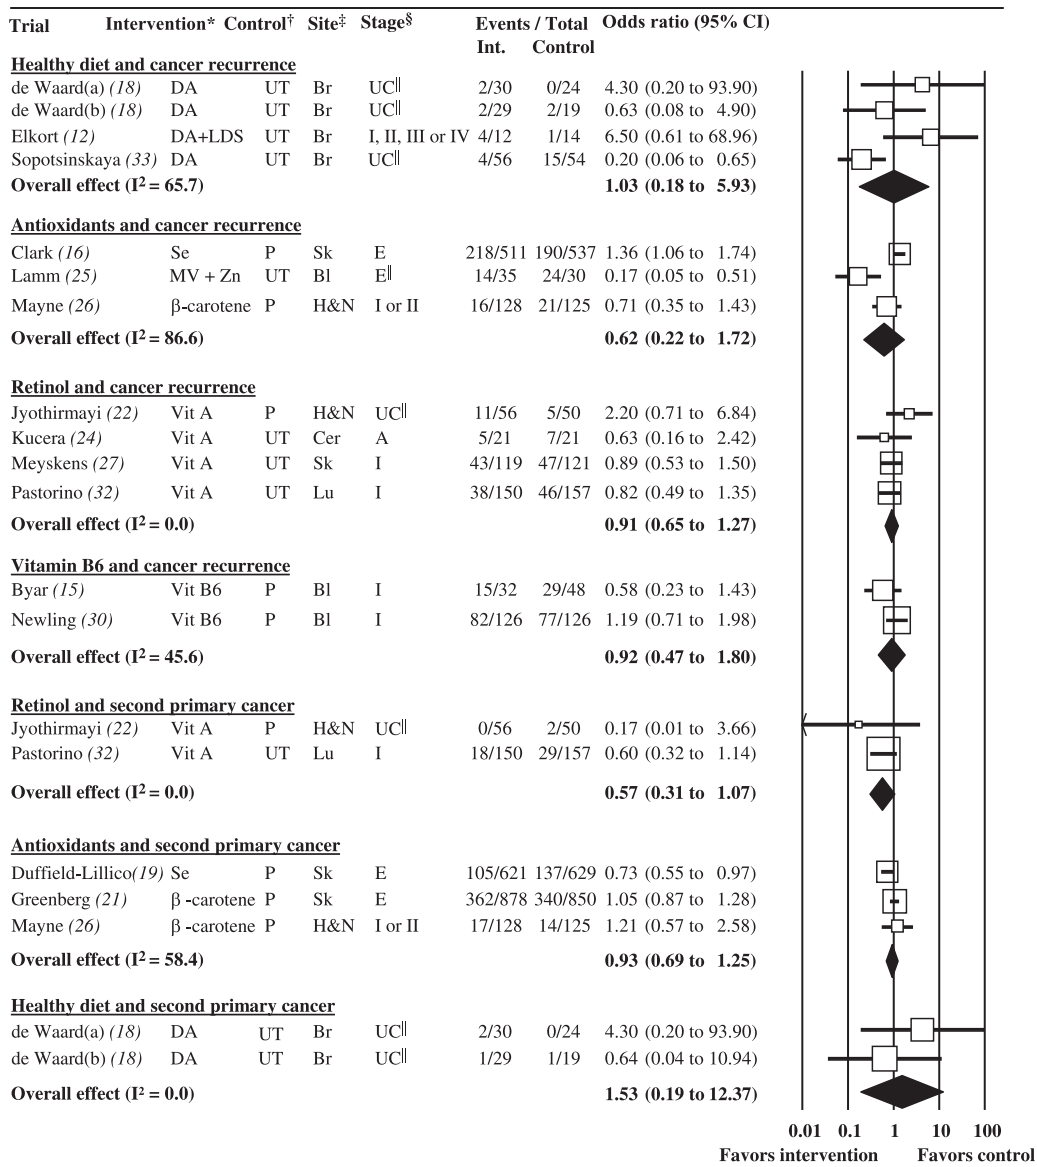 Trial Intervention* Control† Site‡ Stage§ Events / Total Odds ratio (95% CI)
Int. Control
Healthy diet and cancer recurrence
de Waard(a) (18) DA UT Br UC|| 2/30 0/24 4.30 (0.20 to 93.90)
de Waard(b) (18) DA UT Br UC|| 2/29 2/19 0.63 (0.08 to 4.90)
Elkort (12) DA+LDS UT Br I, II, III or IV 4/12 1/14 6.50 (0.61 to 68.96)
Sopotsinskaya (33) DA UT Br UC|| 4/56 15/54 0.20 (0.06 to 0.65)
Overall effect (I² = 65.7) 1.03 (0.18 to 5.93)
Antioxidants and cancer recurrence
Clark (16) Se P Sk E 218/511 190/537 1.36 (1.06 to 1.74)
Lamm (25) MV + Zn UT Bl E|| 14/35 24/30 0.17 (0.05 to 0.51)
Mayne (26) β-carotene P H&N I or II 16/128 21/125 0.71 (0.35 to 1.43)
Overall effect (I² = 86.6) 0.62 (0.22 to 1.72)
Retinol and cancer recurrence
Jyothirmayi (22) Vit A P H&N UC|| 11/56 5/50 2.20 (0.71 to 6.84)
Kucera (24) Vit A UT Cer A 5/21 7/21 0.63 (0.16 to 2.42)
Meyskens (27) Vit A UT Sk I 43/119 47/121 0.89 (0.53 to 1.50)
Pastorino (32) Vit A UT Lu I 38/150 46/157 0.82 (0.49 to 1.35)
Overall effect (I² = 0.0) 0.91 (0.65 to 1.27)
Vitamin B6 and cancer recurrence
Byar (15) Vit B6 P Bl I 15/32 29/48 0.58 (0.23 to 1.43)
Newling (30) Vit B6 P Bl I 82/126 77/126 1.19 (0.71 to 1.98)
Overall effect (I² = 45.6) 0.92 (0.47 to 1.80)
Retinol and second primary cancer
Jyothirmayi (22) Vit A P H&N UC|| 0/56 2/50 0.17 (0.01 to 3.66)
Pastorino (32) Vit A UT Lu I 18/150 29/157 0.60 (0.32 to 1.14)
Overall effect (I² = 0.0) 0.57 (0.31 to 1.07)
Antioxidants and second primary cancer
Duffield-Lillico(19) Se P Sk E 105/621 137/629 0.73 (0.55 to 0.97)
Greenberg (21) β -carotene P Sk E 362/878 340/850 1.05 (0.87 to 1.28)
Mayne (26) β -carotene P H&N I or II 17/128 14/125 1.21 (0.57 to 2.58)
Overall effect (I² = 58.4) 0.93 (0.69 to 1.25)
Healthy diet and second primary cancer
de Waard(a) (18) DA UT Br UC|| 2/30 0/24 4.30 (0.20 to 93.90)
de Waard(b) (18) DA UT Br UC|| 1/29 1/19 0.64 (0.04 to 10.94)
Overall effect (I² = 0.0) 1.53 (0.19 to 12.37)
0.01 0.1 1 10 100
Favors intervention Favors control